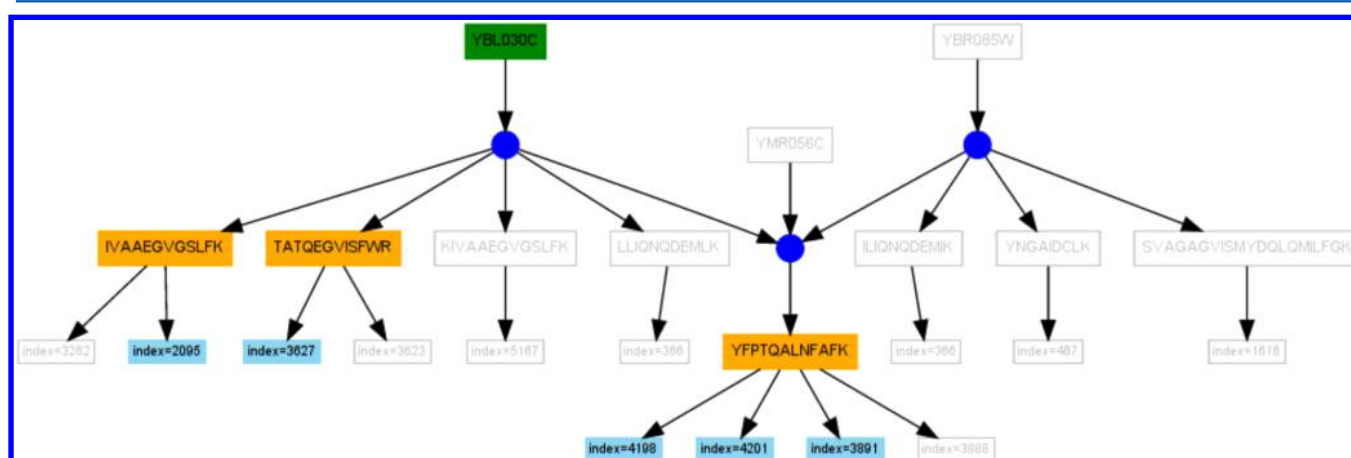 YBL030C
YBR085W
YMR056C
IVAAEGVGSLFK
TATQEGVISFWR
KIVAAEGVGSLFK
LLIQNQDEMLK
ILIQNQDEMIK
YNGAIDCLK
SVAGAGVISMYDQLQMILFGK
index=3262
index=2095
index=3627
index=3623
index=5167
index=366
YFPTQALNFAFK
index=366
index=487
index=1616
index=4198
index=4201
index=3891
index=3888